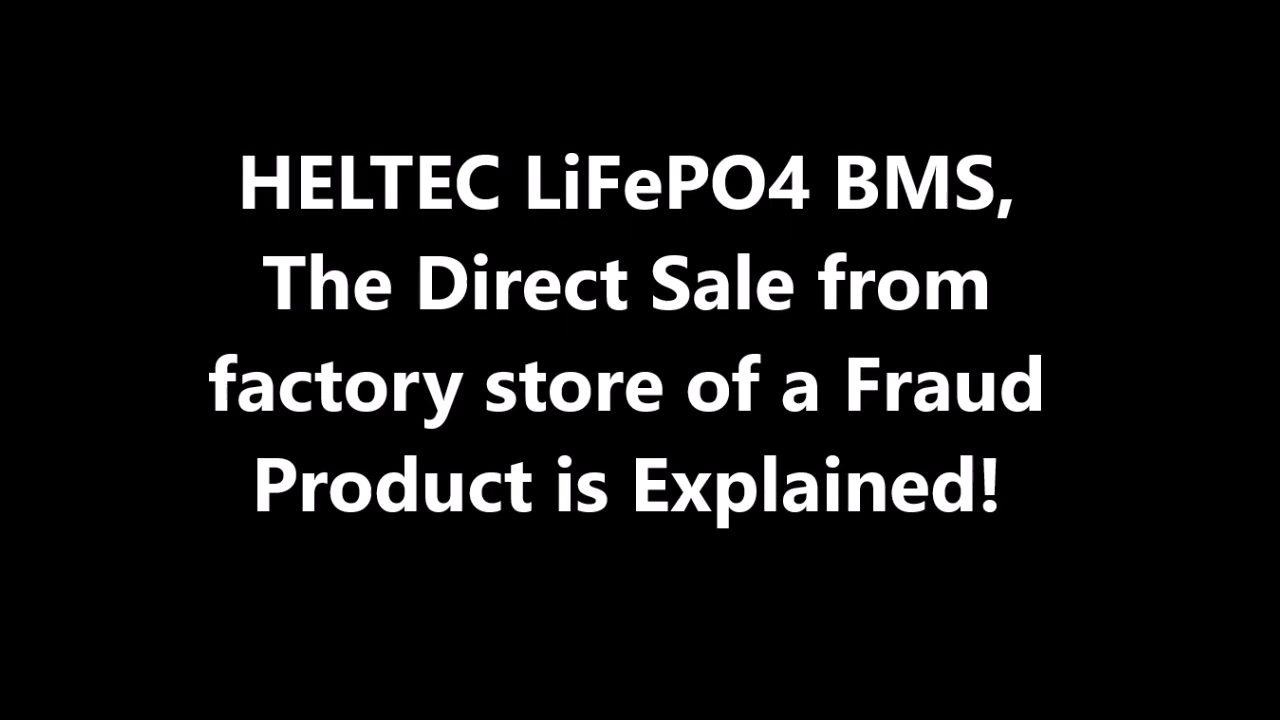 HELTEC LiFePO4 BMS,
The Direct Sale from
factory store of a Fraud
Product is Explained!